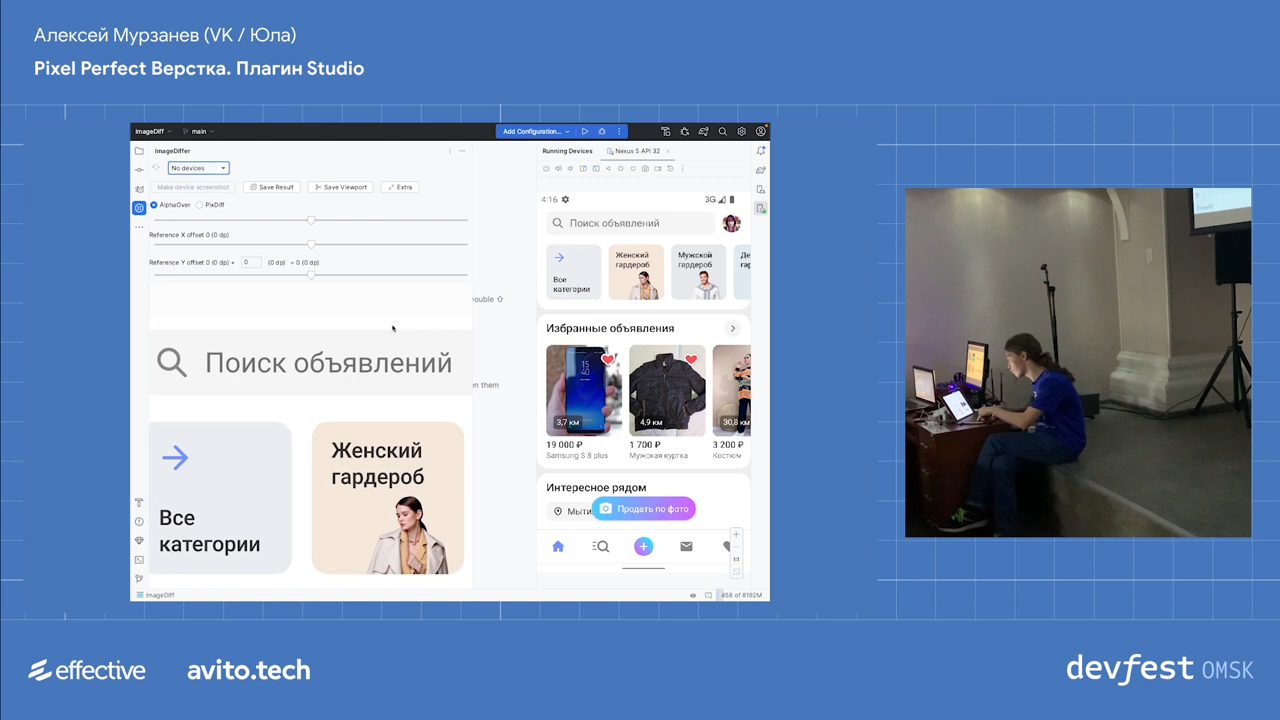 Алексей Мурзанев (VK / Юла)
Pixel Perfect Верстка. Плагин Studio
ImageDiff
main
Add Configuration...
ImageDiffer
No devices
Make device screenshot
Save Result
Save Viewport
Extra
AlphaOver
PixDiff
Reference X offset 0 (0 dp)
Reference Y offset 0 (0 dp) +
0
(0 dp)
= 0 (0 dp)
ouble
n them
Поиск объявлений
Все
категории
Женский
гардероб
ImageDiff
Running Devices
Nexus 5 API 32
4:16
3G
Поиск объявлений
Все
категории
Женский
гардероб
Мужской
гардероб
Избранные объявления
3,7 км
4,9 км
30,8 км
19 000 ₽
Samsung S 8 plus
1 700 ₽
Мужская куртка
3 200 ₽
Костюм
Интересное рядом
Мыти
Продать по фото
1:1
458 of 8192M
effective
avito.tech
devfest OMSK